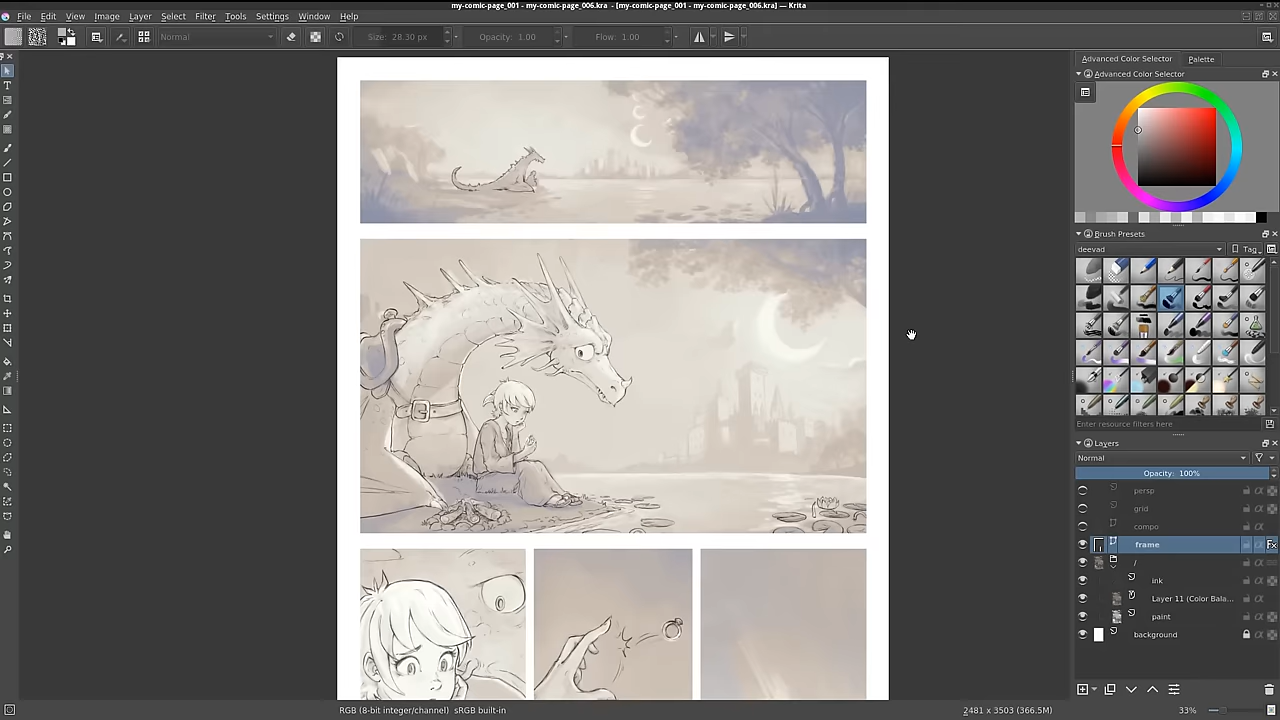 my-comic-page_001 - my-comic-page_006.kra - [my-comic-page_001 - my-comic-page_006.kra] — Krita
File Edit View Image Layer Select Filter Tools Settings Window Help
Normal Size: 28.30 px Opacity: 1.00 Flow: 1.00
Advanced Color Selector Palette
Advanced Color Selector
Brush Presets
deevad Tag
Enter resource filters here
Layers
Normal
Opacity: 100%
persp
grid
compo
frame
/
ink
Layer 11 (Color Bala...
paint
background
RGB (8-bit integer/channel) sRGB built-in 2481 x 3503 (366.5M) 33%